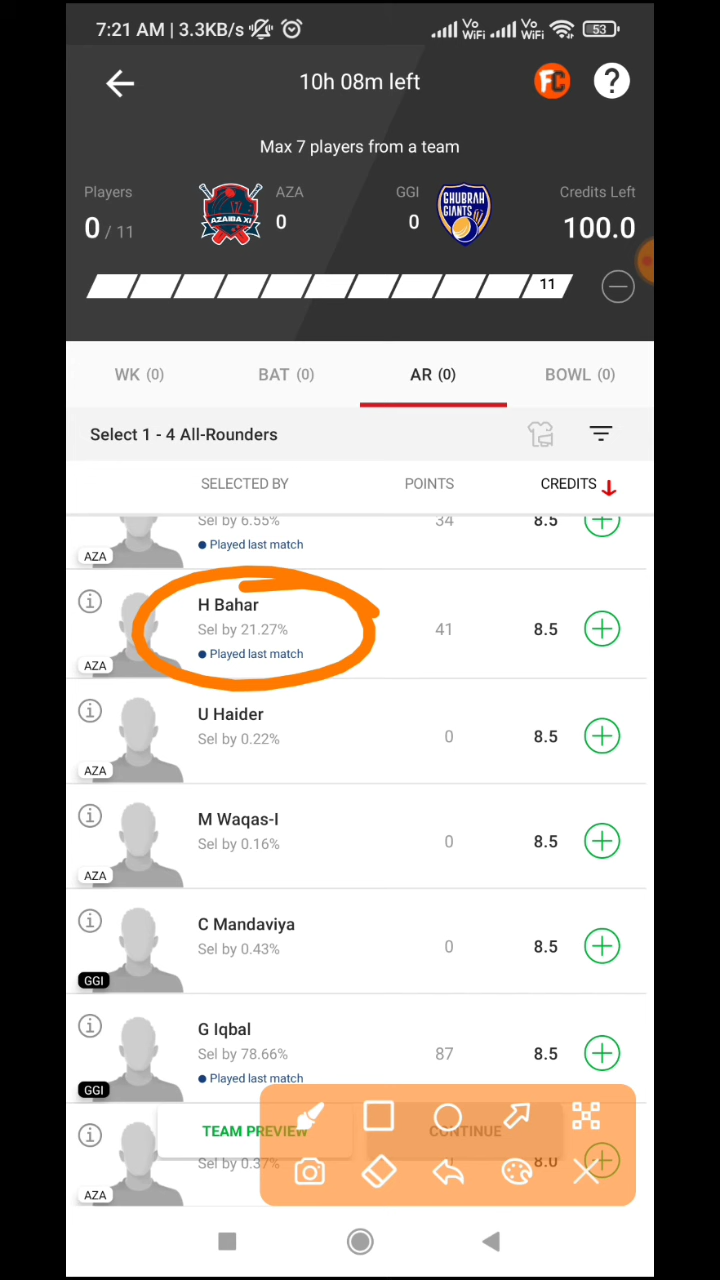 7:21 AM | 3.3KB/s
Vo WiFi Vo WiFi 53
10h 08m left
FC ?
Max 7 players from a team
Players AZA GGI Credits Left
0 / 11 AZAIBA XI 0 0 GHUBRAH GIANTS 100.0
11
WK (0) BAT (0) AR (0) BOWL (0)
Select 1 - 4 All-Rounders
SELECTED BY POINTS CREDITS
Sel by 6.55% 34 8.5
Played last match
AZA
H Bahar
Sel by 21.27% 41 8.5
Played last match
AZA
U Haider
Sel by 0.22% 0 8.5
AZA
M Waqas-I
Sel by 0.16% 0 8.5
AZA
C Mandaviya
Sel by 0.43% 0 8.5
GGI
G Iqbal
Sel by 78.66% 87 8.5
Played last match
GGI
TEAM PREVIEW CONTINUE
Sel by 0.37% 8.0
AZA